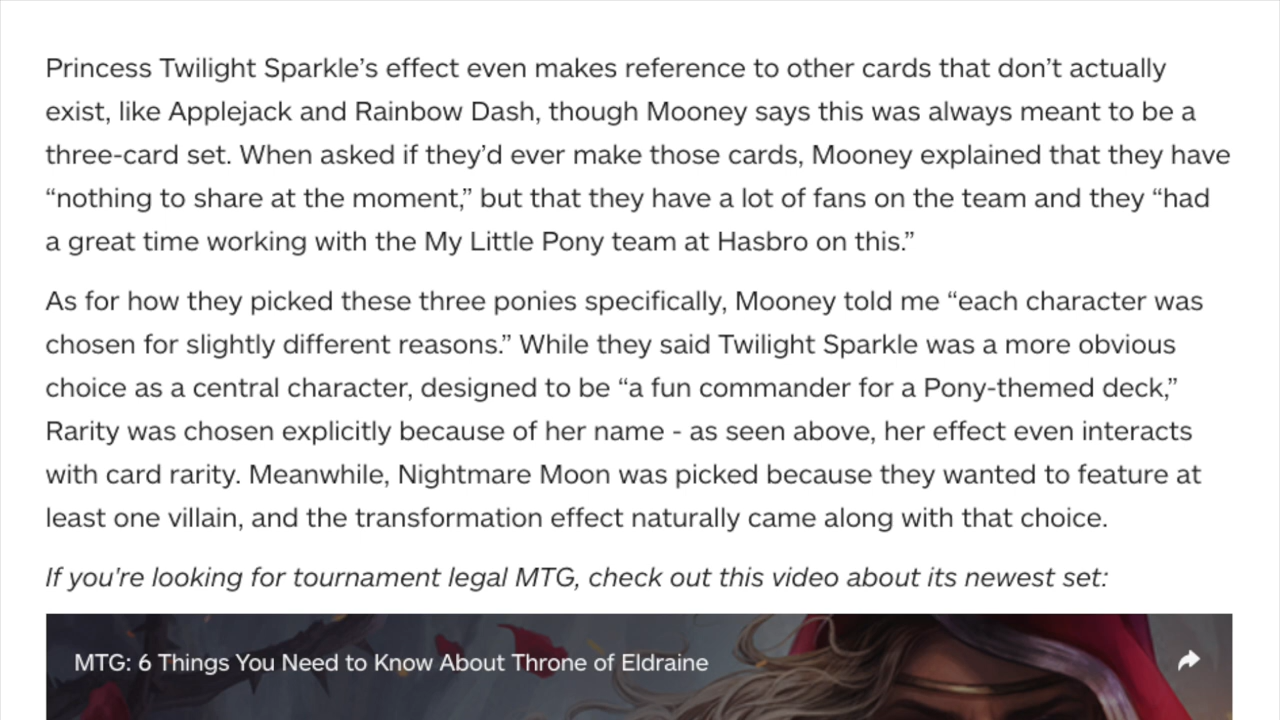 Princess Twilight Sparkle’s effect even makes reference to other cards that don’t actually
exist, like Applejack and Rainbow Dash, though Mooney says this was always meant to be a
three-card set. When asked if they’d ever make those cards, Mooney explained that they have
“nothing to share at the moment,” but that they have a lot of fans on the team and they “had
a great time working with the My Little Pony team at Hasbro on this.”
As for how they picked these three ponies specifically, Mooney told me “each character was
chosen for slightly different reasons.” While they said Twilight Sparkle was a more obvious
choice as a central character, designed to be “a fun commander for a Pony-themed deck,”
Rarity was chosen explicitly because of her name - as seen above, her effect even interacts
with card rarity. Meanwhile, Nightmare Moon was picked because they wanted to feature at
least one villain, and the transformation effect naturally came along with that choice.
If you're looking for tournament legal MTG, check out this video about its newest set:
MTG: 6 Things You Need to Know About Throne of Eldraine